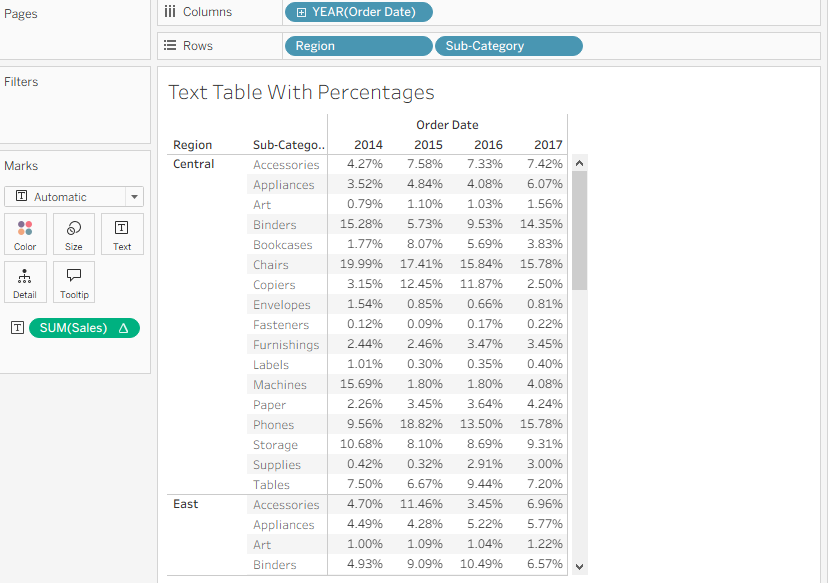 Pages
Columns
YEAR(Order Date)
Rows
Region
Sub-Category
Filters
Marks
Automatic
Color
Size
Text
Detail
Tooltip
SUM(Sales)
Text Table With Percentages
Order Date
Region Sub-Catego.. 2014 2015 2016 2017
Central Accessories 4.27% 7.58% 7.33% 7.42%
Appliances 3.52% 4.84% 4.08% 6.07%
Art 0.79% 1.10% 1.03% 1.56%
Binders 15.28% 5.73% 9.53% 14.35%
Bookcases 1.77% 8.07% 5.69% 3.83%
Chairs 19.99% 17.41% 15.84% 15.78%
Copiers 3.15% 12.45% 11.87% 2.50%
Envelopes 1.54% 0.85% 0.66% 0.81%
Fasteners 0.12% 0.09% 0.17% 0.22%
Furnishings 2.44% 2.46% 3.47% 3.45%
Labels 1.01% 0.30% 0.35% 0.40%
Machines 15.69% 1.80% 1.80% 4.08%
Paper 2.26% 3.45% 3.64% 4.24%
Phones 9.56% 18.82% 13.50% 15.78%
Storage 10.68% 8.10% 8.69% 9.31%
Supplies 0.42% 0.32% 2.91% 3.00%
Tables 7.50% 6.67% 9.44% 7.20%
East Accessories 4.70% 11.46% 3.45% 6.96%
Appliances 4.49% 4.28% 5.22% 5.77%
Art 1.00% 1.09% 1.04% 1.22%
Binders 4.93% 9.09% 10.49% 6.57%